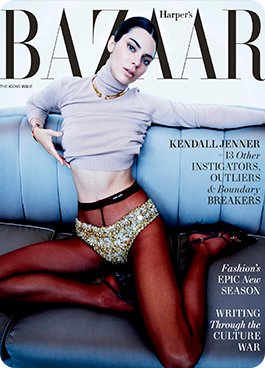 Harper's
BAZAAR
THE ICONS ISSUE
KENDALL JENNER
+ 13 Other
INSTIGATORS,
OUTLIERS
& Boundary
BREAKERS
Fashion's
EPIC New
SEASON
WRITING
Through the
CULTURE
WAR